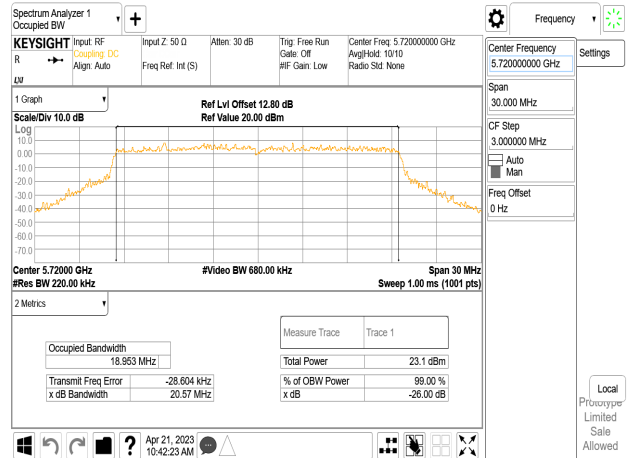 Spectrum Analyzer 1
Occupied BW
Frequency
KEYSIGHT
Input: RF
Input Z: 50 Ω
Atten: 30 dB
Trig: Free Run
Center Freq: 5.720000000 GHz
R
Coupling: DC
Gate: Off
Avg|Hold: 10/10
Align: Auto
Freq Ref: Int (S)
#IF Gain: Low
Radio Std: None
Center Frequency
5.720000000 GHz
Settings
Span
30.000 MHz
CF Step
3.000000 MHz
Auto
Man
Freq Offset
0 Hz
1 Graph
Ref Lvl Offset 12.80 dB
Scale/Div 10.0 dB
Ref Value 20.00 dBm
Log
10.0
0.00
-10.0
-20.0
-30.0
-40.0
-50.0
-60.0
-70.0
Center 5.72000 GHz
#Video BW 680.00 kHz
Span 30 MHz
#Res BW 220.00 kHz
Sweep 1.00 ms (1001 pts)
2 Metrics
Measure Trace
Trace 1
Occupied Bandwidth
18.953 MHz
Total Power
23.1 dBm
Transmit Freq Error
-28.604 kHz
% of OBW Power
99.00 %
x dB Bandwidth
20.57 MHz
x dB
-26.00 dB
Local
Prototype
Limited
Sale
Allowed
?
Apr 21, 2023
10:42:23 AM